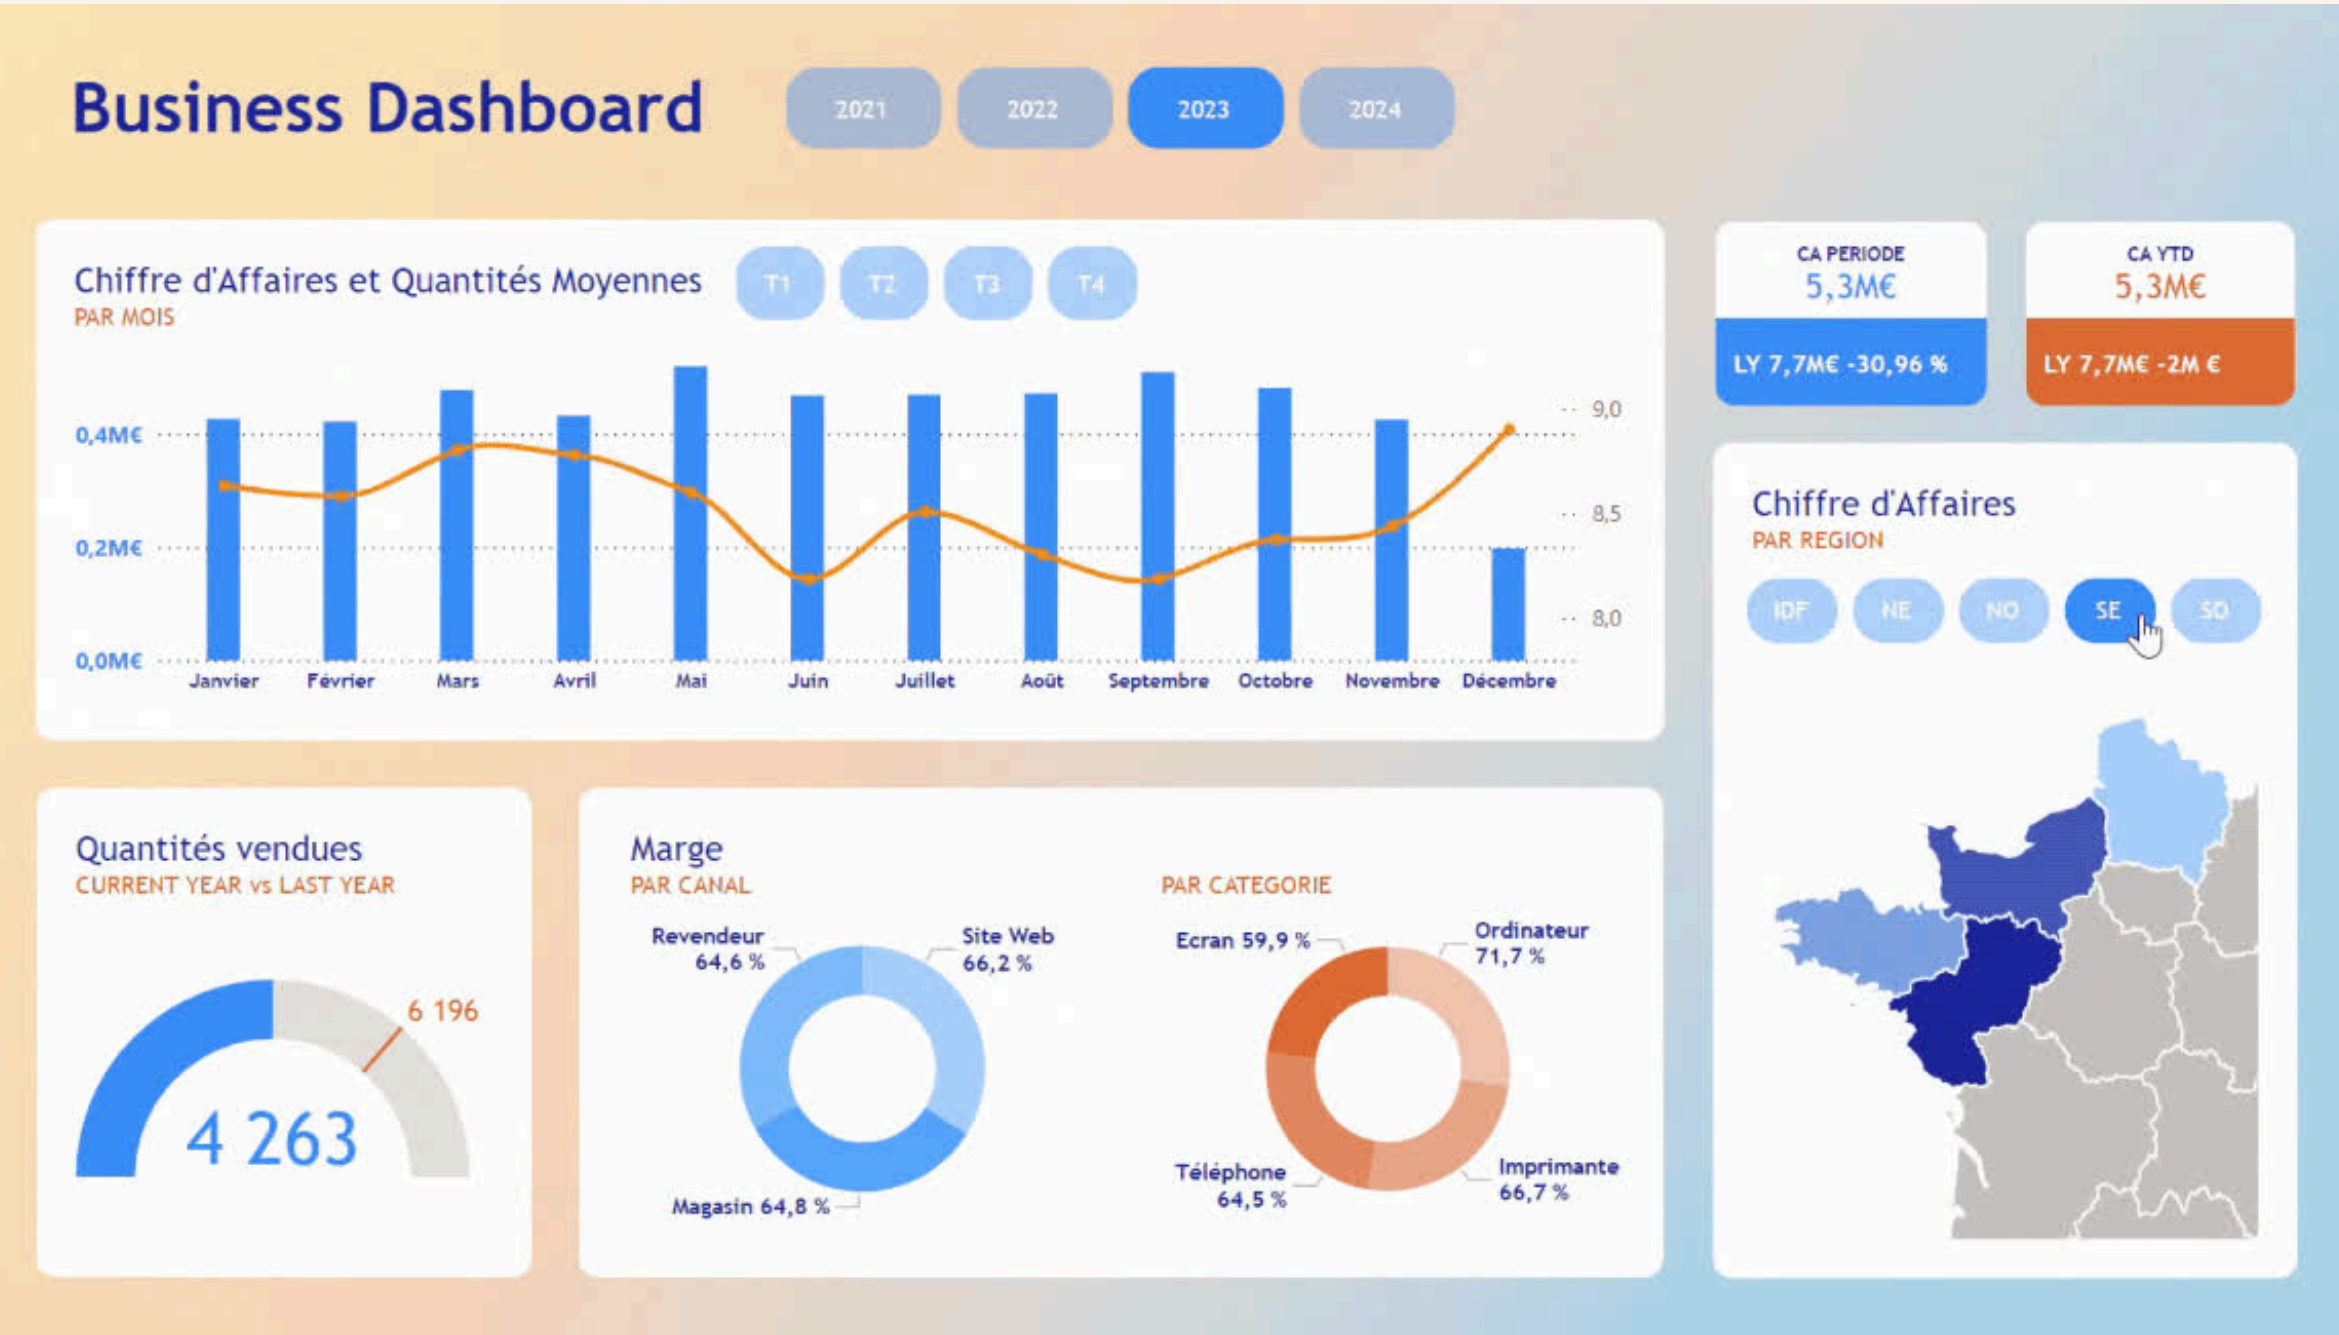 Business Dashboard
2021
2022
2023
2024
Chiffre d'Affaires et Quantités Moyennes
PAR MOIS
T1
T2
T3
T4
0,4M€
0,2M€
0,0M€
9,0
8,5
8,0
Janvier
Février
Mars
Avril
Mai
Juin
Juillet
Août
Septembre
Octobre
Novembre
Décembre
CA PERIODE
5,3M€
LY 7,7M€ -30,96 %
CA YTD
5,3M€
LY 7,7M€ -2M €
Chiffre d'Affaires
PAR REGION
IDF
NE
NO
SE
SO
Quantités vendues
CURRENT YEAR vs LAST YEAR
6 196
4 263
Marge
PAR CANAL
Revendeur
64,6 %
Site Web
66,2 %
Magasin 64,8 %
PAR CATEGORIE
Ecran 59,9 %
Ordinateur
71,7 %
Téléphone
64,5 %
Imprimante
66,7 %